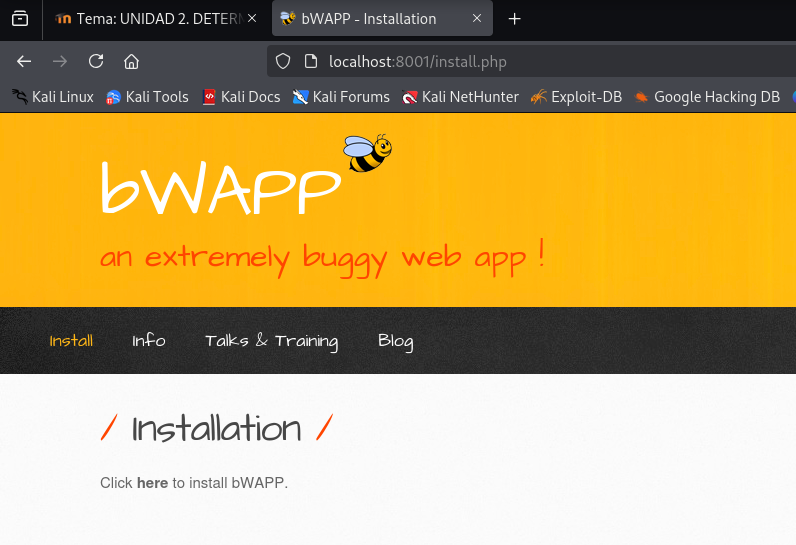 Tema: UNIDAD 2. DETER
bWAPP - Installation
localhost:8001/install.php
Kali Linux Kali Tools Kali Docs Kali Forums Kali NetHunter Exploit-DB Google Hacking DB
bWAPP
an extremely buggy web app !
Install Info Talks & Training Blog
/ Installation /
Click here to install bWAPP.